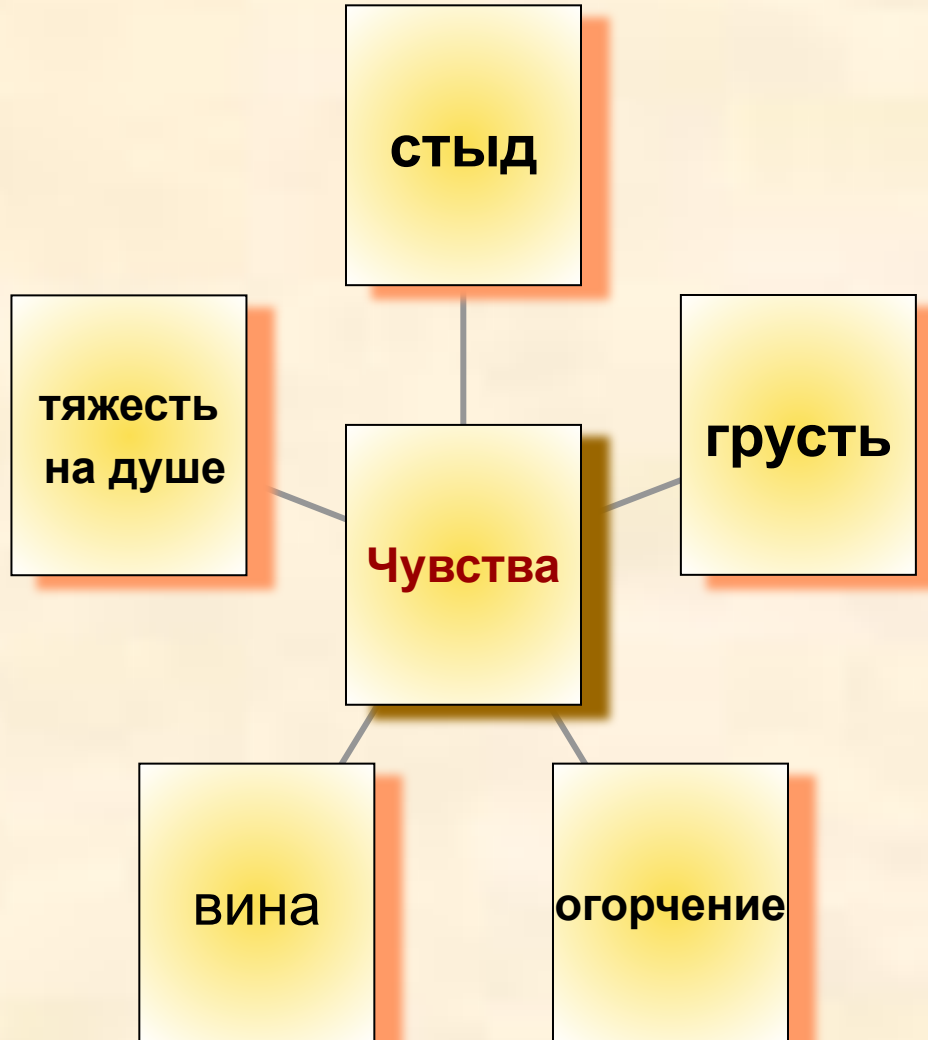 стыд
тяжесть
на душе
грусть
Чувства
вина
огорчение